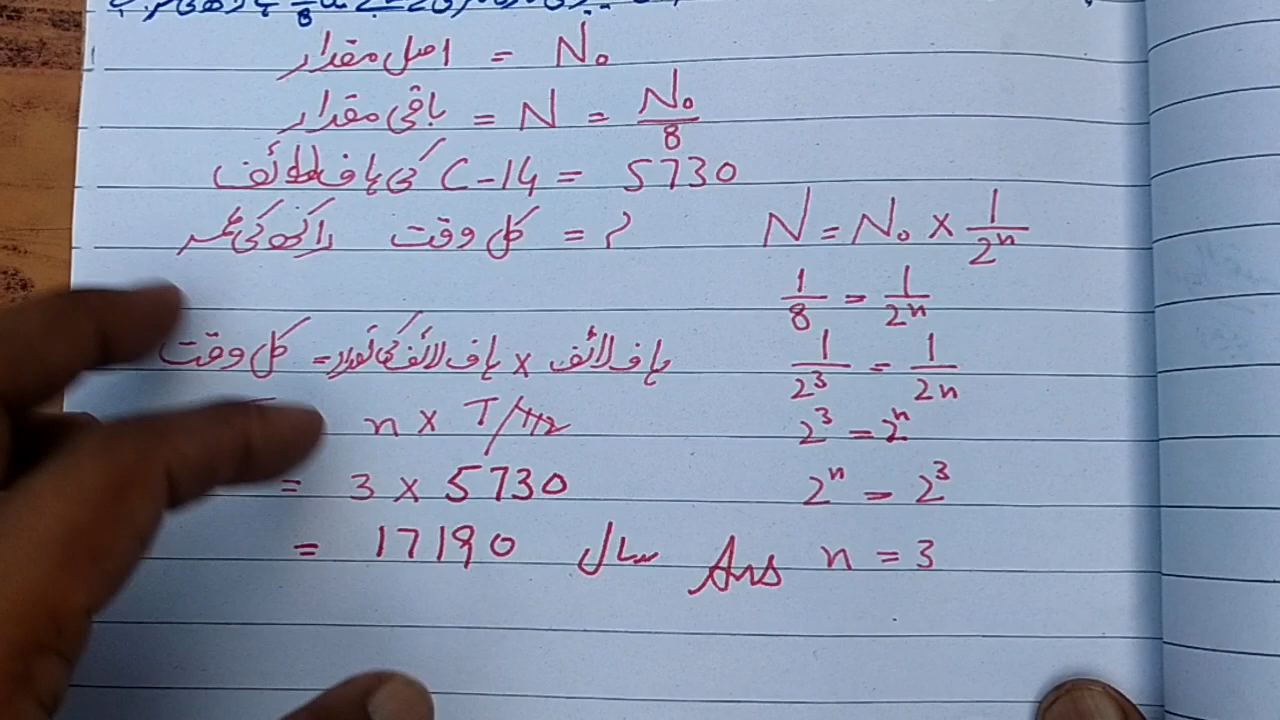 اصل مقدار = N₀
باقی مقدار = N = N₀/8
C-14 کی ہاف لائف = 5730
راکھ کی عمر کل وقت = ?
N = N₀ × 1/2ⁿ
1/8 = 1/2ⁿ
کل وقت = ہاف لائف کی تعداد × ہاف لائف
1/2³ = 1/2n
n × T/
2³ = 2ⁿ
= 3 × 5730
2ⁿ = 2³
= 17190 سال Ans
n = 3